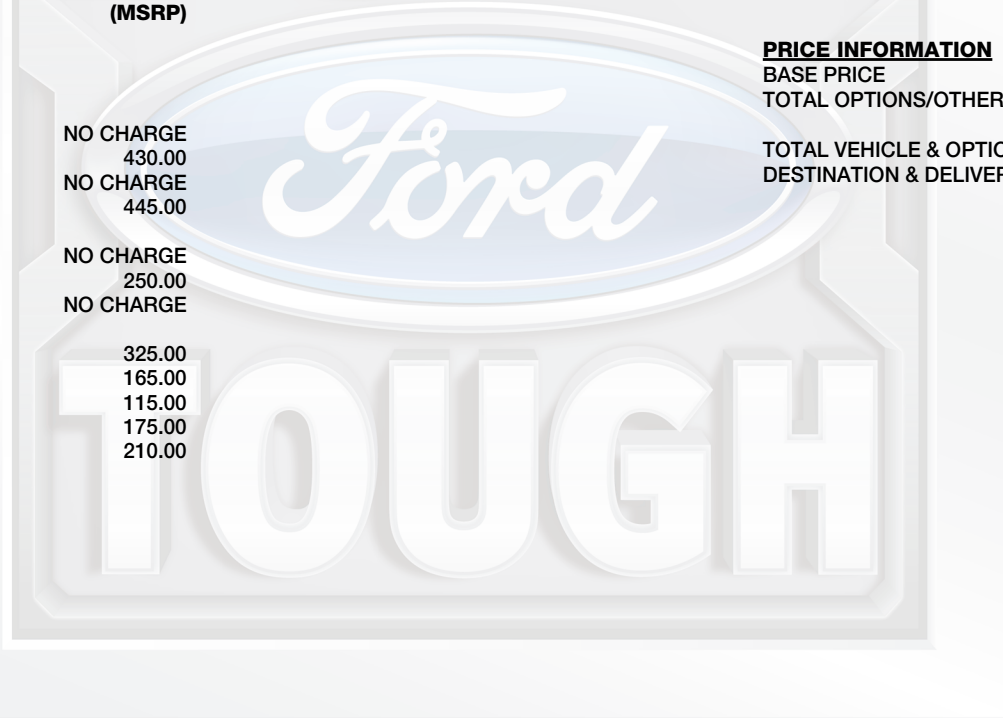 (MSRP)
NO CHARGE
430.00
NO CHARGE
445.00
NO CHARGE
250.00
NO CHARGE
325.00
165.00
115.00
175.00
210.00
PRICE INFORMATION
BASE PRICE
TOTAL OPTIONS/OTHER
TOTAL VEHICLE & OPTIO
DESTINATION & DELIVER
Ford
TOUGH